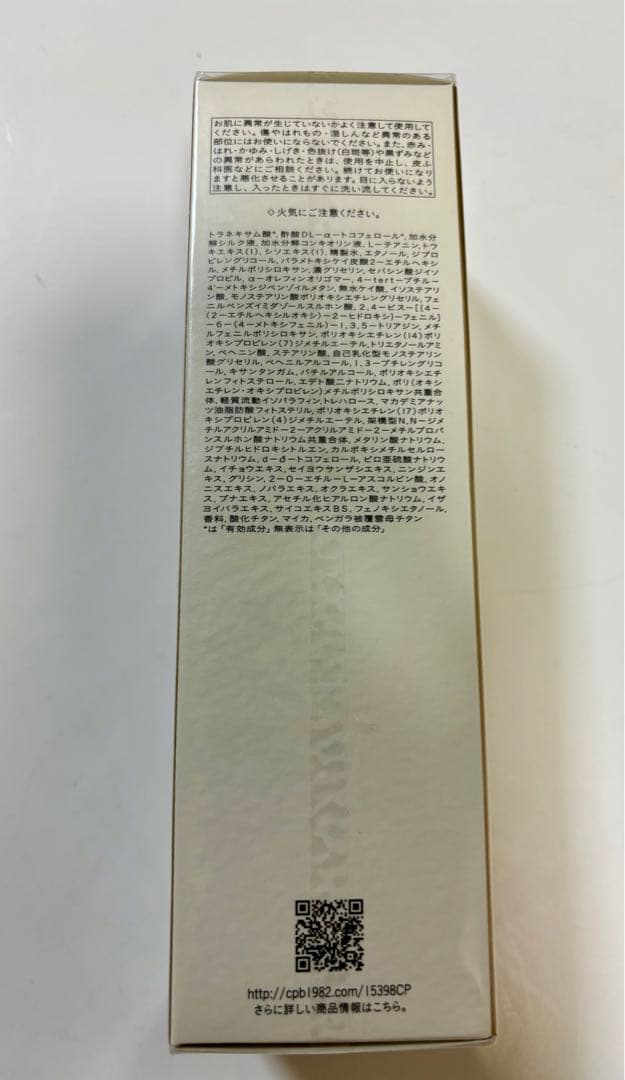 お肌に異常が生じていないかよく注意して使用して
ください。傷やはれもの・湿しんなど異常のある
部位にはお使いにならないでください。また、赤み・
はれ・かゆみ・しげき・色抜け(白斑等)や黒ずみなど
の異常があらわれたときは、使用を中止し、皮ふ
科医などにご相談ください。続けてお使いになり
ますと悪化させることがあります。目に入らないよう
注意し、入ったときはすぐに洗い流してください。
◇火気にご注意ください。
トラネキサム酸*, 酢酸DL-α-トコフェロール*, 加水分
解シルク液, 加水分解コンキオリン液, L-テアニン,トウ
キエキス(1), シソエキス(1), 精製水, エタノール, ジプロ
ピレングリコール, パラメトキシケイ皮酸2-エチルヘキシ
ル, メチルポリシロキサン, 濃グリセリン, セバシン酸ジイソ
プロピル, α-オレフィンオリゴマー, 4-tert-ブチル-
4'-メトキシジベンゾイルメタン, 無水ケイ酸, イソステアリ
ン酸, モノステアリン酸ポリオキシエチレングリセリル, フェ
ニルベンズイミダゾールスルホン酸, 2,4-ビス-[[4-
(2-エチルヘキシルオキシ)-2-ヒドロキシ]-フェニル]
-6-(4-メトキシフェニル)-1,3,5-トリアジン, メチ
ルフェニルポリシロキサン, ポリオキシエチレン(14)ポリ
オキシプロピレン(7)ジメチルエーテル,トリエタノールアミ
ン, ベヘニン酸, ステアリン酸, 自己乳化型モノステアリン
酸グリセリル, ベヘニルアルコール, 1,3-ブチレングリコー
ル, キサンタンガム, バチルアルコール, ポリオキシエチ
レンフィトステロール, エデト酸二ナトリウム, ポリ(オキシ
エチレン・オキシプロピレン)メチルポリシロキサン共重合
体, 軽質流動イソパラフィン,トレハロース, マカデミアナッ
ツ油脂肪酸フィトステリル, ポリオキシエチレン(17)ポリオ
キシプロピレン(4)ジメチルエーテル, 架橋型N,N-ジメ
チルアクリルアミド-2-アクリルアミド-2-メチルプロパ
ンスルホン酸ナトリウム共重合体, メタリン酸ナトリウム,
ジブチルヒドロキシトルエン, カルボキシメチルセルロー
スナトリウム, d-δ-トコフェロール, ピロ亜硫酸ナトリウ
ム, イチョウエキス, セイヨウサンザシエキス, ニンジンエ
キス, グリシン, 2-O-エチル-L-アスコルビン酸, オノ
ニスエキス, ノバラエキス, オクラエキス, サンショウエキ
ス, ブナエキス, アセチル化ヒアルロン酸ナトリウム, イザ
ヨイバラエキス, サイコエキスBS, フェノキシエタノール,
香料, 酸化チタン, マイカ, ベンガラ被覆雲母チタン
*は「有効成分」無表示は「その他の成分」
http://cpb1982.com/15398CP
さらに詳しい商品情報はこちら。